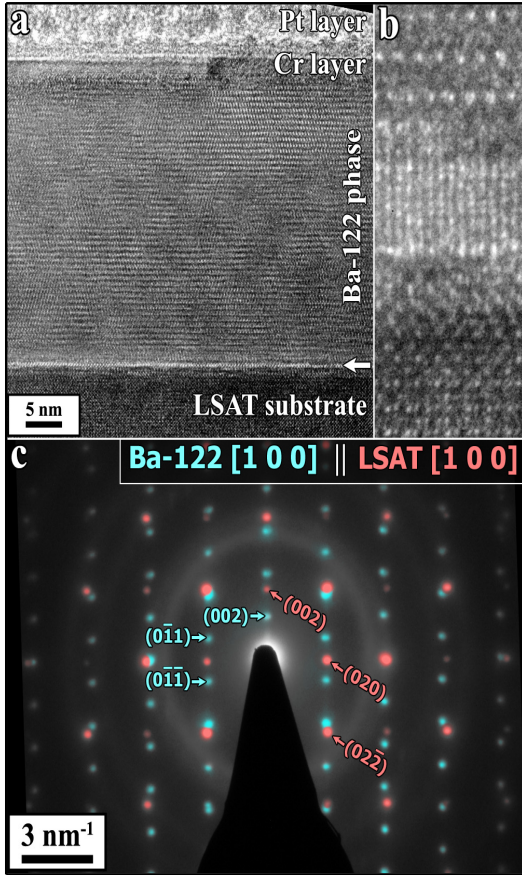 a
Pt layer
Cr layer
Ba-122 phase
LSAT substrate
5 nm
b
c
Ba-122 [1 0 0] || LSAT [1 0 0]
(002)
(002)
(01̄1)
(01̄1̄)
(020)
(022̄)
3 nm⁻¹